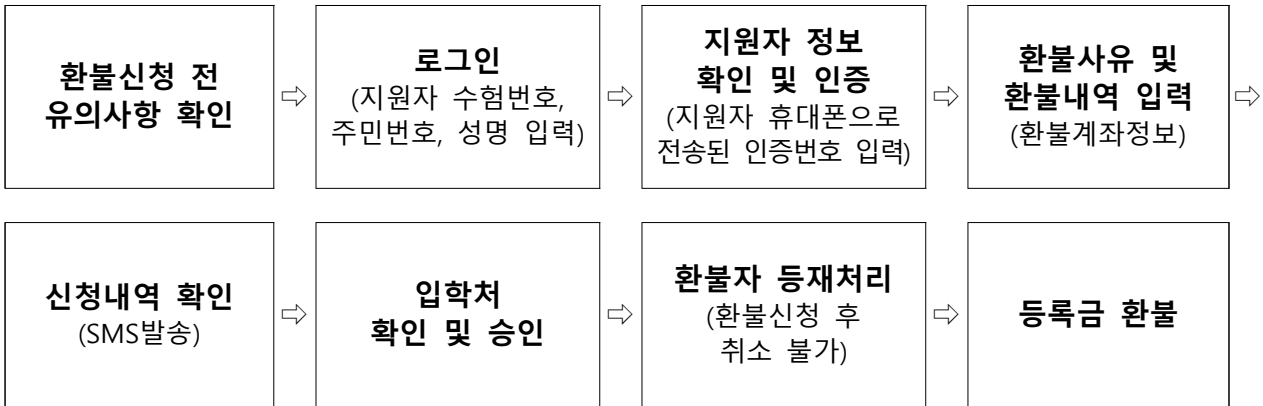 환불신청 전
유의사항 확인
⇨
로그인
(지원자 수험번호,
주민번호, 성명 입력)
⇨
지원자 정보
확인 및 인증
(지원자 휴대폰으로
전송된 인증번호 입력)
⇨
환불사유 및
환불내역 입력
(환불계좌정보)
⇨
신청내역 확인
(SMS발송)
⇨
입학처
확인 및 승인
⇨
환불자 등재처리
(환불신청 후
취소 불가)
⇨
등록금 환불